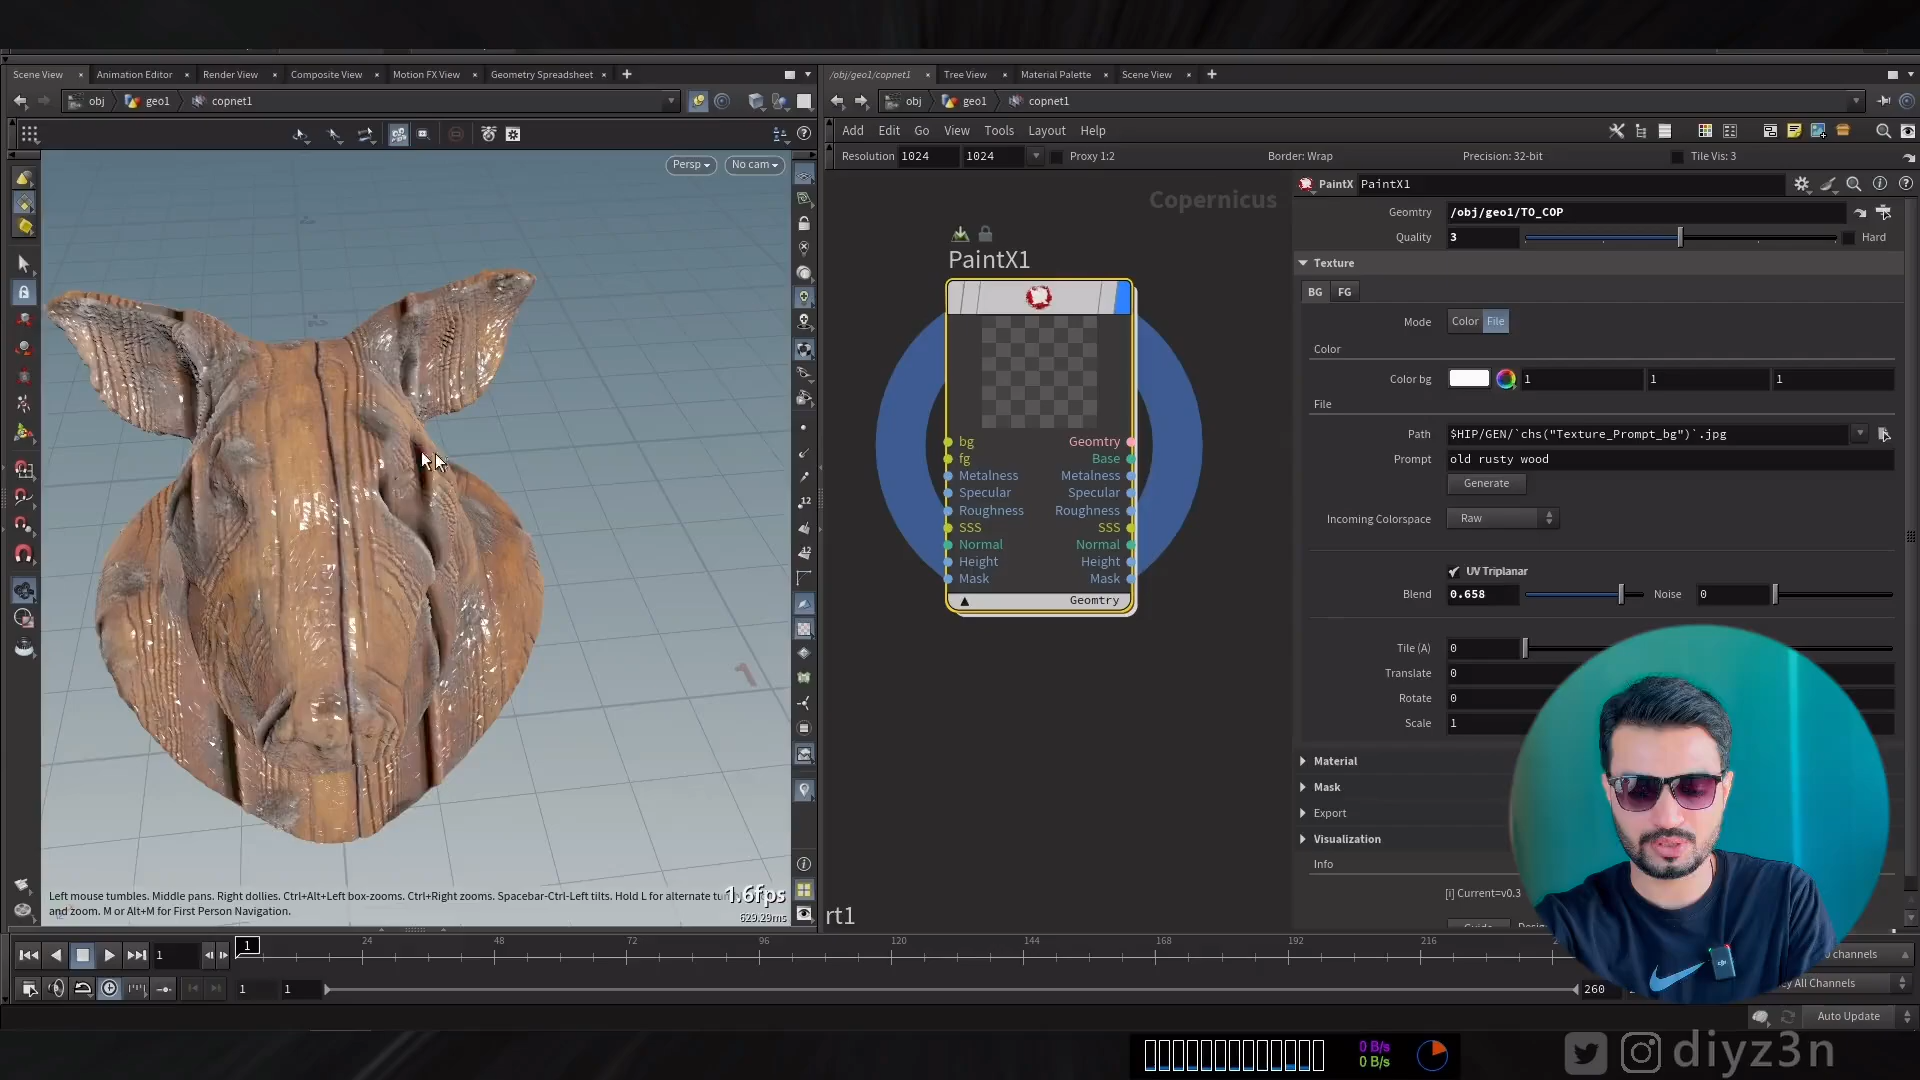 Scene View × Animation Editor × Render View × Composite View × Motion FX View × Geometry Spreadsheet × +
/obj/geo1/copnet1 × Tree View × Material Palette × Scene View × +
obj geo1 copnet1
obj geo1 copnet1
Add Edit Go View Tools Layout Help
Resolution 1024 1024 Proxy 1:2 Border: Wrap Precision: 32-bit Tile Vis: 3
Persp
No cam
Copernicus
PaintX1
bg
fg
Metalness
Specular
Roughness
SSS
Normal
Height
Mask
Geomtry
Base
Metalness
Specular
Roughness
SSS
Normal
Height
Mask
Geomtry
PaintX PaintX1
Geomtry /obj/geo1/TO_COP
Quality 3 Hard
Texture
BG FG
Mode Color File
Color
Color bg 1 1 1
File
Path $HIP/GEN/`chs("Texture_Prompt_bg")`.jpg
Prompt old rusty wood
Generate
Incoming Colorspace Raw
UV Triplanar
Blend 0.658 Noise 0
Tile (A) 0
Translate 0
Rotate 0
Scale 1
Material
Mask
Export
Visualization
Info
[i] Current=v0.3
12
12
Left mouse tumbles. Middle pans. Right dollies. Ctrl+Alt+Left box-zooms. Ctrl+Right zooms. Spacebar-Ctrl-Left tilts. Hold L for alternate
and zoom. M or Alt+M for First Person Navigation.
1.6fps
629.29ms
rt1
1 1 24 48 72 96 120 144 168 192 216
0 channels
1 1 260
All Channels
Auto Update
0 B/s
0 B/s
diyz3n